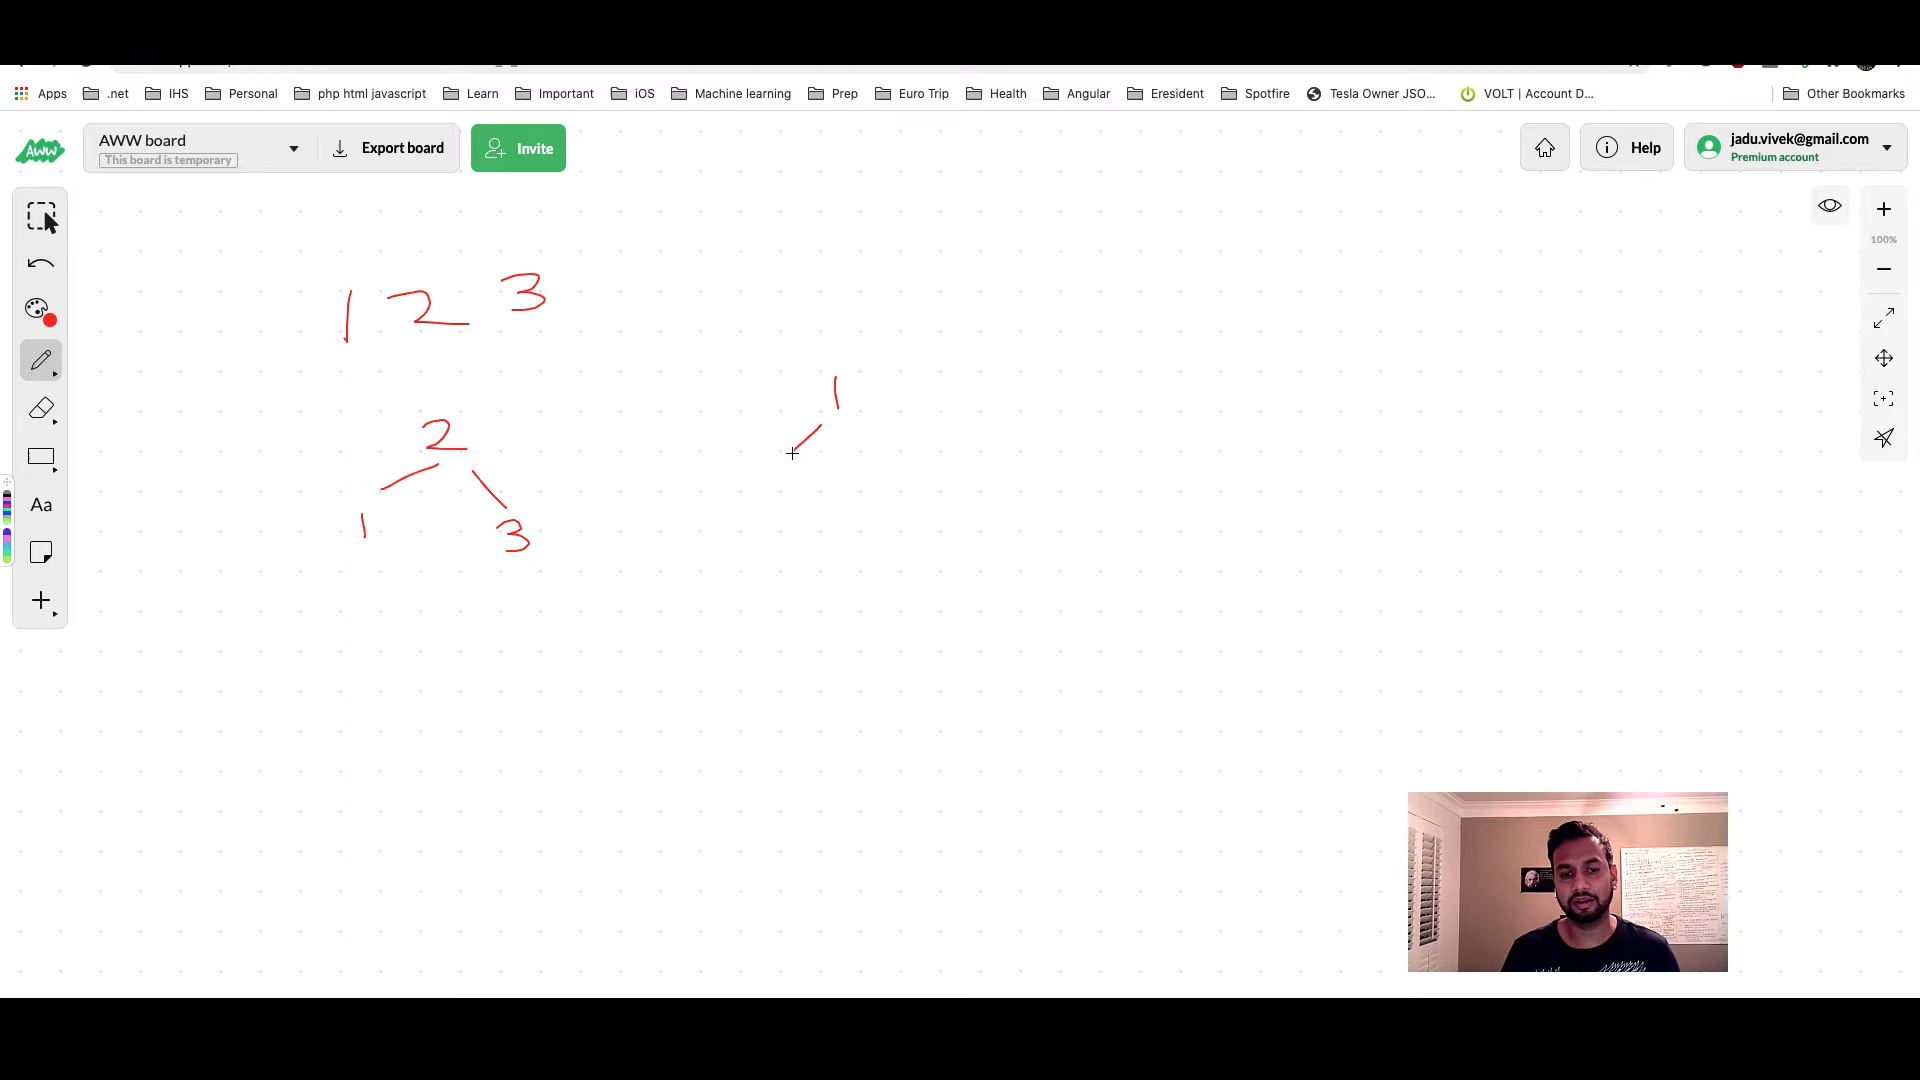 Apps .net IHS Personal php html javascript Learn Important iOS Machine learning Prep Euro Trip Health Angular Eresident Spotfire Tesla Owner JSO... VOLT | Account D... Other Bookmarks
AWW AWW board Export board Invite Help jadu.vivek@gmail.com
This board is temporary Premium account
100%
1 2 3
1
2
1 3
Aa